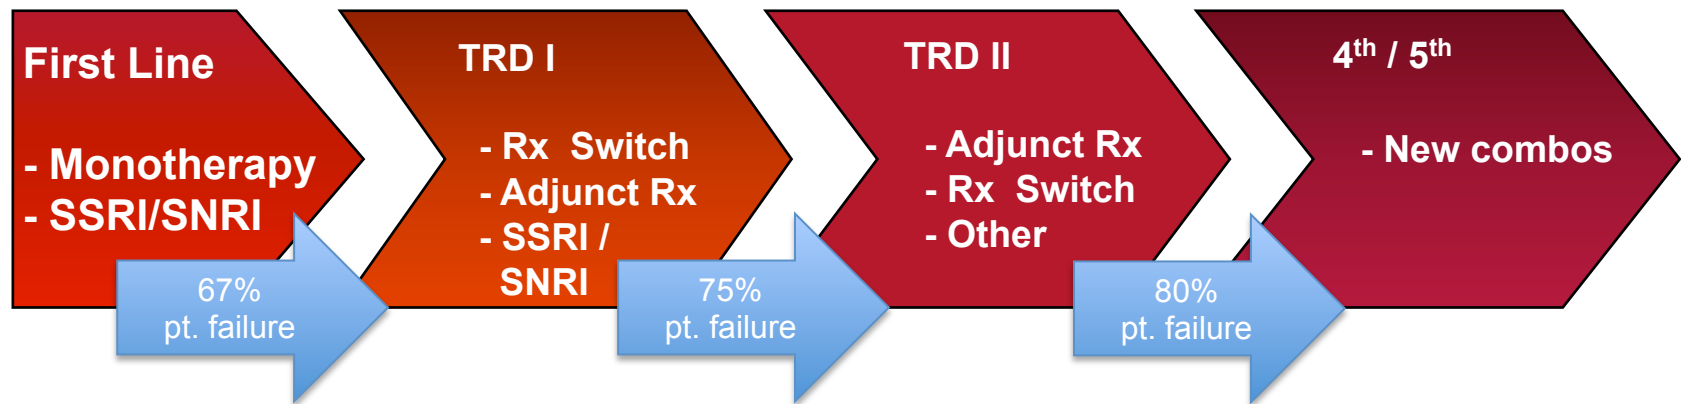 First Line
- Monotherapy
- SSRI/SNRI
67%
pt. failure
TRD I
- Rx  Switch
- Adjunct Rx
- SSRI /
SNRI
75%
pt. failure
TRD II
- Adjunct Rx
- Rx  Switch
- Other
80%
pt. failure
4th / 5th
- New combos